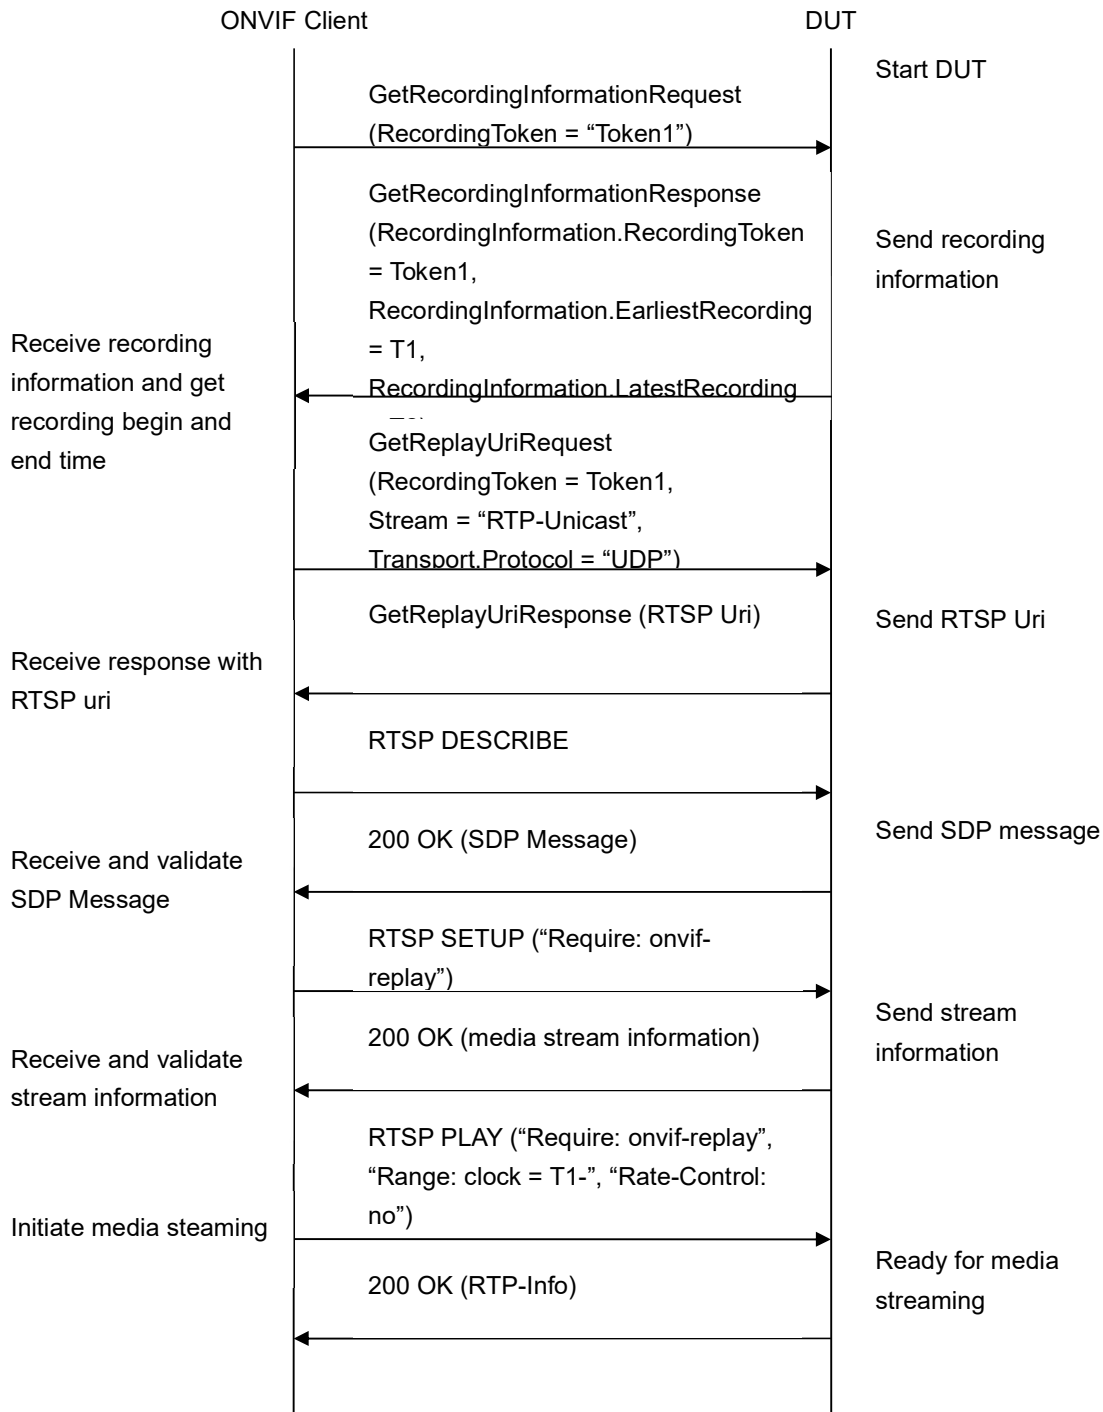 ONVIF Client
DUT
Start DUT
GetRecordingInformationRequest
(RecordingToken = “Token1”)
GetRecordingInformationResponse
(RecordingInformation.RecordingToken
= Token1,
RecordingInformation.EarliestRecording
= T1,
RecordingInformation.LatestRecording
Send recording
information
Receive recording
information and get
recording begin and
end time
GetReplayUriRequest
(RecordingToken = Token1,
Stream = “RTP-Unicast”,
Transport.Protocol = “UDP”)
GetReplayUriResponse (RTSP Uri)
Send RTSP Uri
Receive response with
RTSP uri
RTSP DESCRIBE
200 OK (SDP Message)
Send SDP message
Receive and validate
SDP Message
RTSP SETUP (“Require: onvif-
replay”)
200 OK (media stream information)
Send stream
information
Receive and validate
stream information
RTSP PLAY (“Require: onvif-replay”,
“Range: clock = T1-”, “Rate-Control:
no”)
Initiate media steaming
200 OK (RTP-Info)
Ready for media
streaming